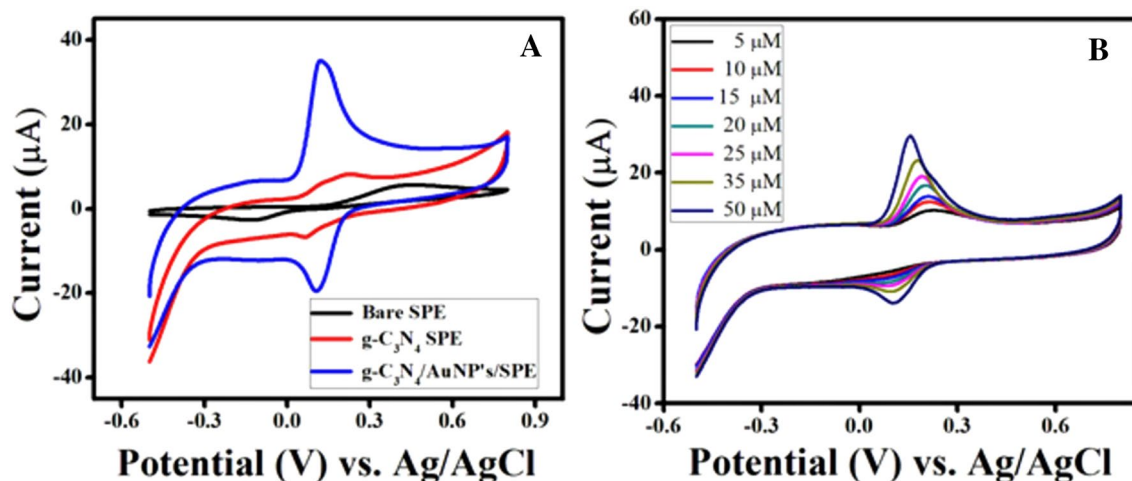 A
40
20
0
-20
-40
-0.6
-0.3
0.0
0.3
0.6
0.9
Current (μA)
Potential (V) vs. Ag/AgCl
Bare SPE
g-C₃N₄ SPE
g-C₃N₄/AuNP's/SPE
B
60
40
20
0
-20
-40
-0.6
-0.3
0.0
0.3
0.6
Current (μA)
Potential (V) vs. Ag/AgCl
5 μM
10 μM
15 μM
20 μM
25 μM
35 μM
50 μM